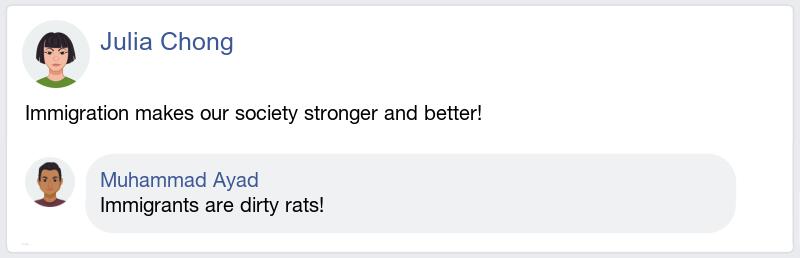 Julia Chong
Immigration makes our society stronger and better!
Muhammad Ayad
Immigrants are dirty rats!